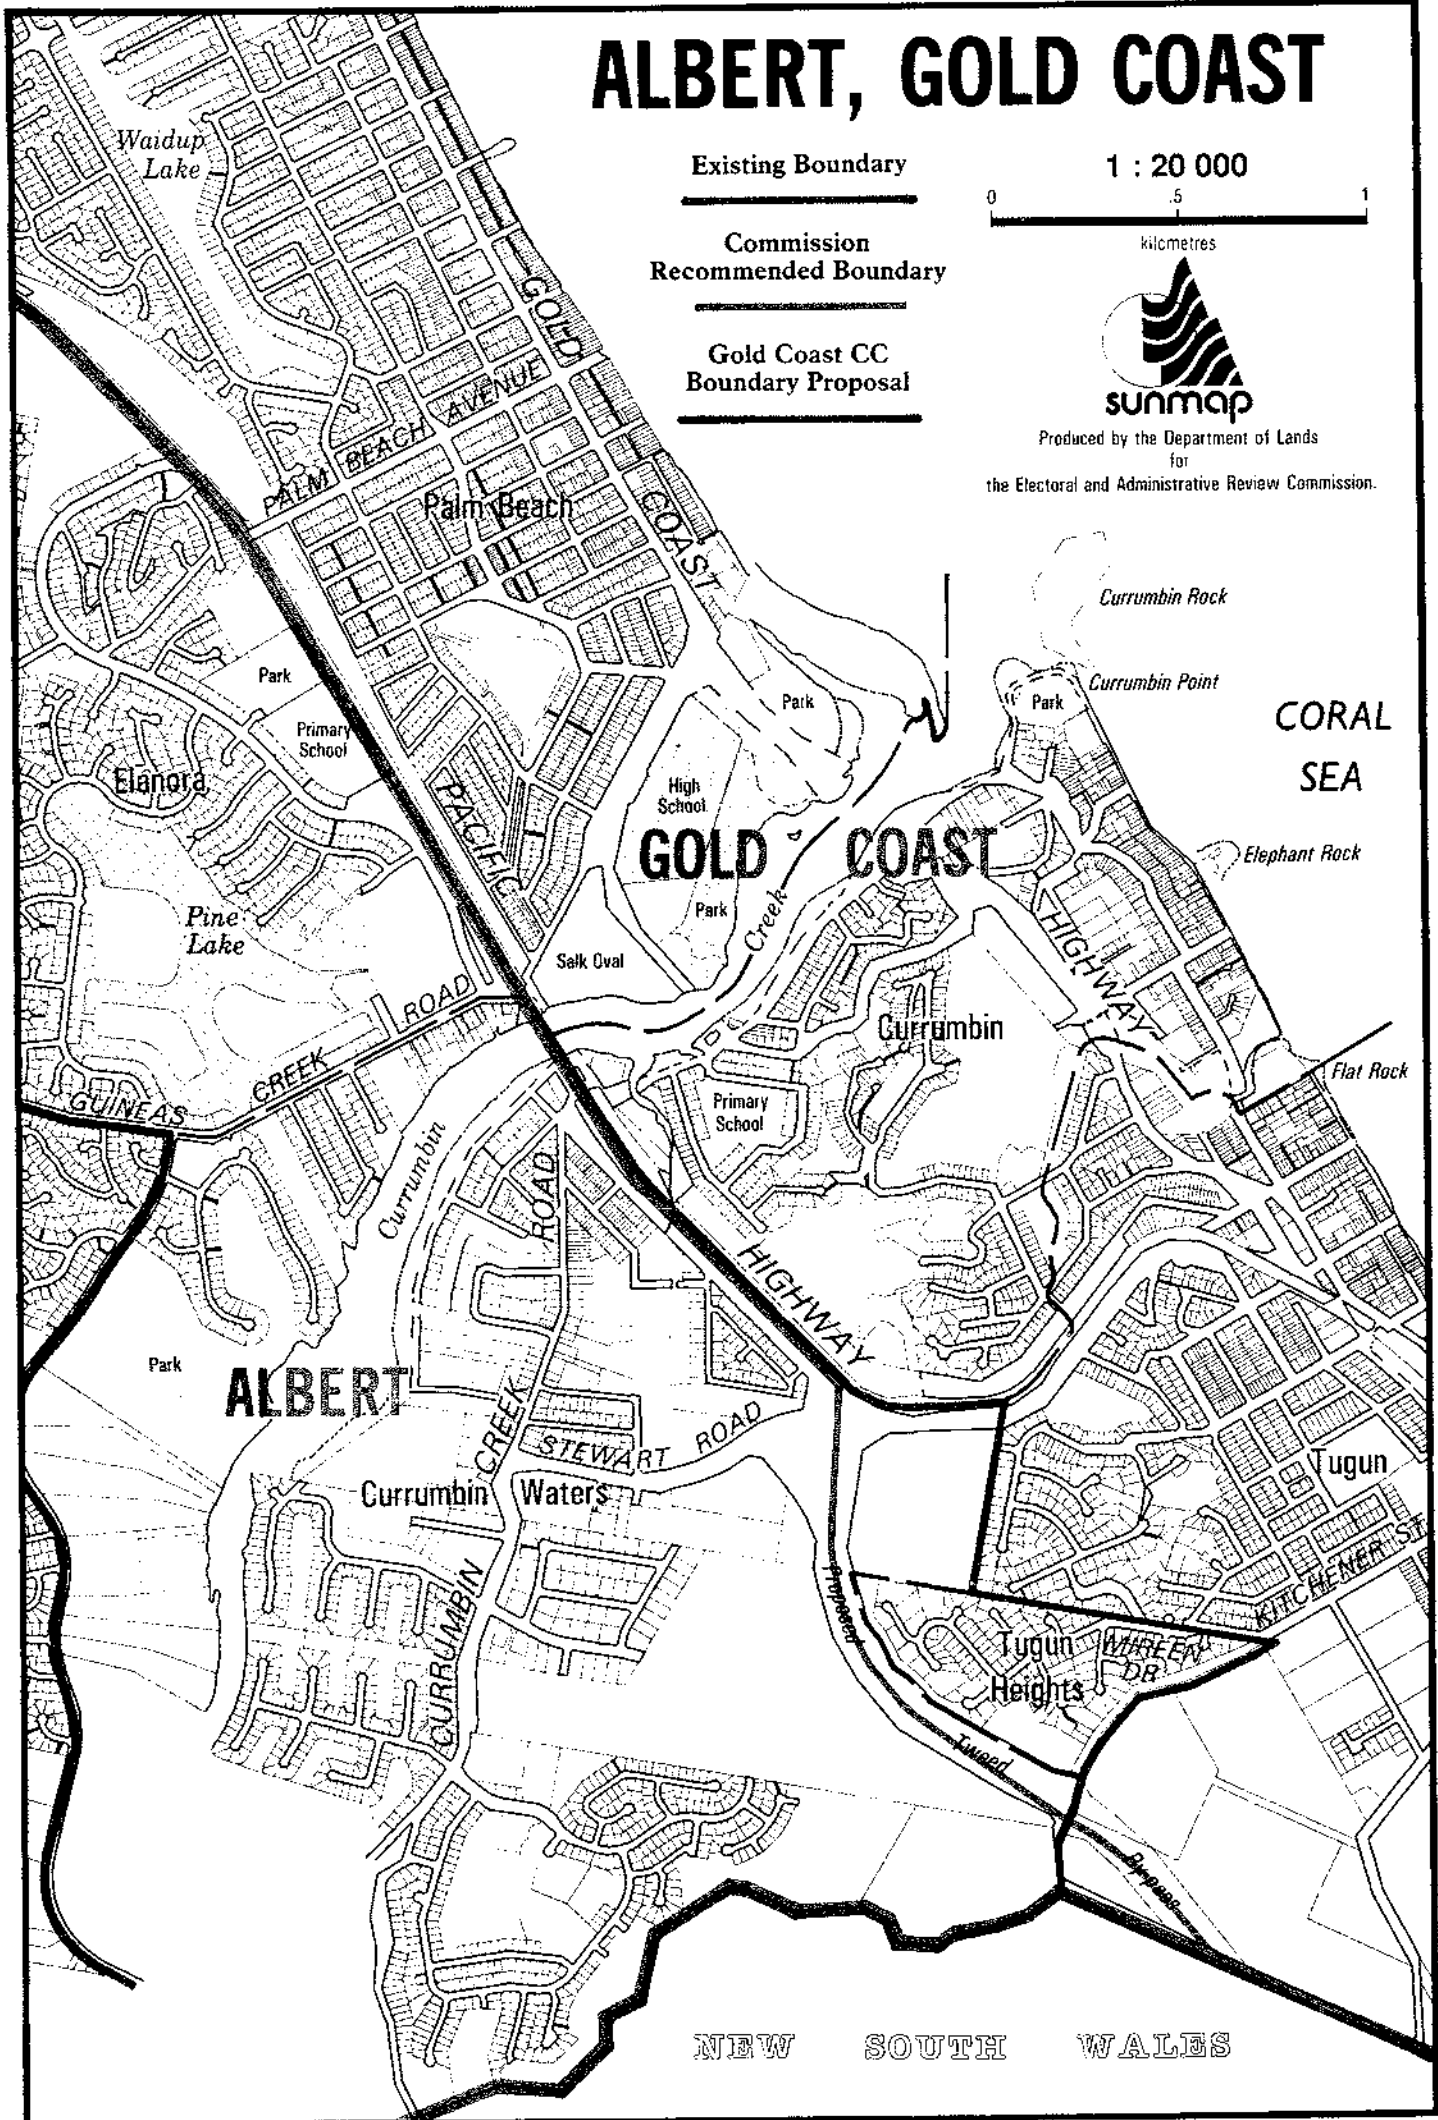 ALBERT, GOLD COAST
Existing Boundary
Commission
Recommended Boundary
Gold Coast CC
Boundary Proposal
1 : 20 000
0 .5 1
kilometres
sunmap
Produced by the Department of Lands
for
the Electoral and Administrative Review Commission.
Waidup
Lake
GOLD
COAST
HIGHWAY
PALM BEACH AVENUE
Palm Beach
Currumbin Rock
Currumbin Point
Park
Park
Park
CORAL
SEA
Primary
School
Elanora
High
School
PACIFIC
HIGHWAY
GOLD COAST
Elephant Rock
Park
Creek
Pine
Lake
Salk Oval
Currumbin
GUINEAS CREEK ROAD
Flat Rock
Primary
School
Currumbin
ROAD
Park
ALBERT
CREEK
STEWART ROAD
Tugun
Currumbin Waters
KITCHENER ST
CURRUMBIN
Proposed
Tugun
Heights
MIREEN
DR
Tweed
By-pass
NEW SOUTH WALES